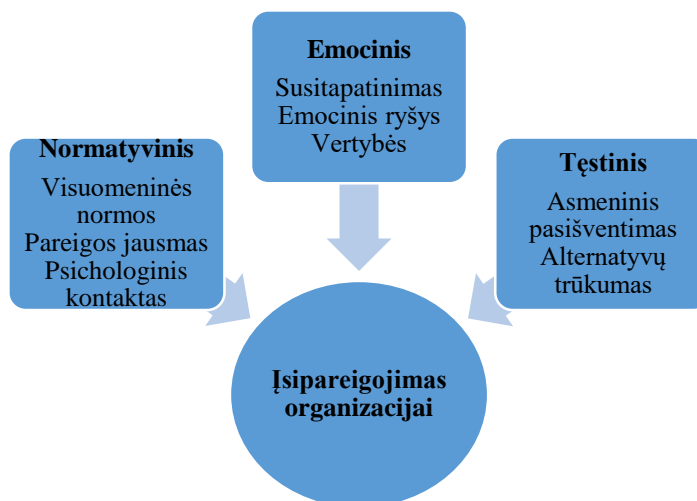 Normatyvinis
Visuomeninės
normos
Pareigos jausmas
Psichologinis
kontaktas
Emocinis
Susitapatinimas
Emocinis ryšys
Vertybės
Tęstinis
Asmeninis
pasišventimas
Alternatyvų
trūkumas
Įsipareigojimas
organizacijai